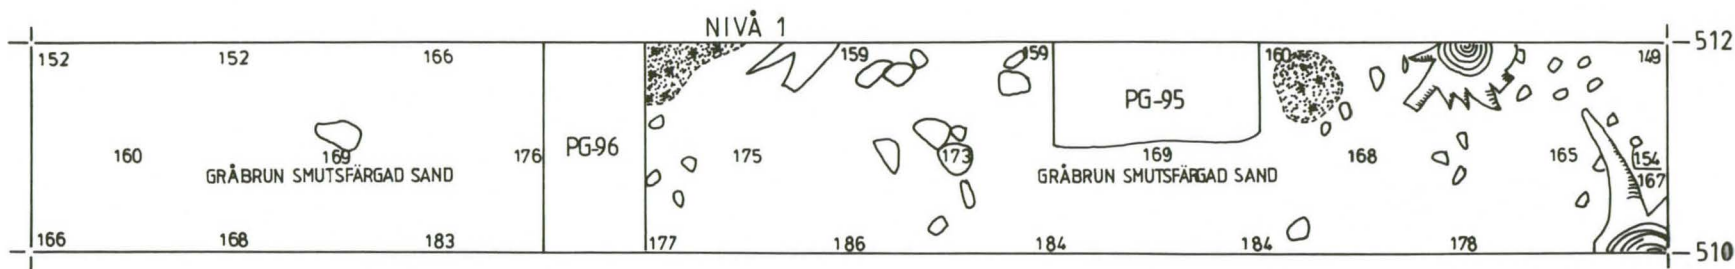 NIVÅ 1
512
152 152 166 159 159 160 149
PG-95
160 169 176 PG-96 175 173 169 168 165 154
167
GRÅBRUN SMUTSFÄRGAD SAND GRÅBRUN SMUTSFÄRGAD SAND
166 168 183 177 186 184 184 178
510